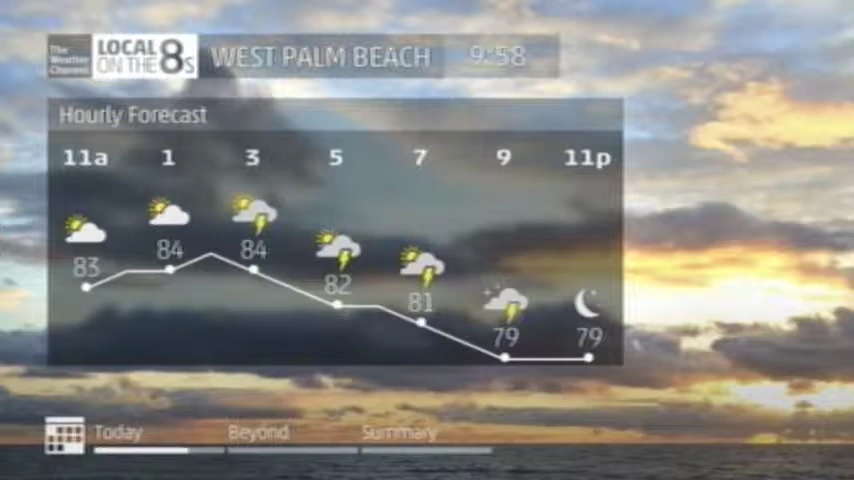 The
Weather
Channel
LOCAL
ON THE 8s
WEST PALM BEACH 9:58
Hourly Forecast
11a 1 3 5 7 9 11p
83 84 84 82 81 79 79
Today Beyond Summary